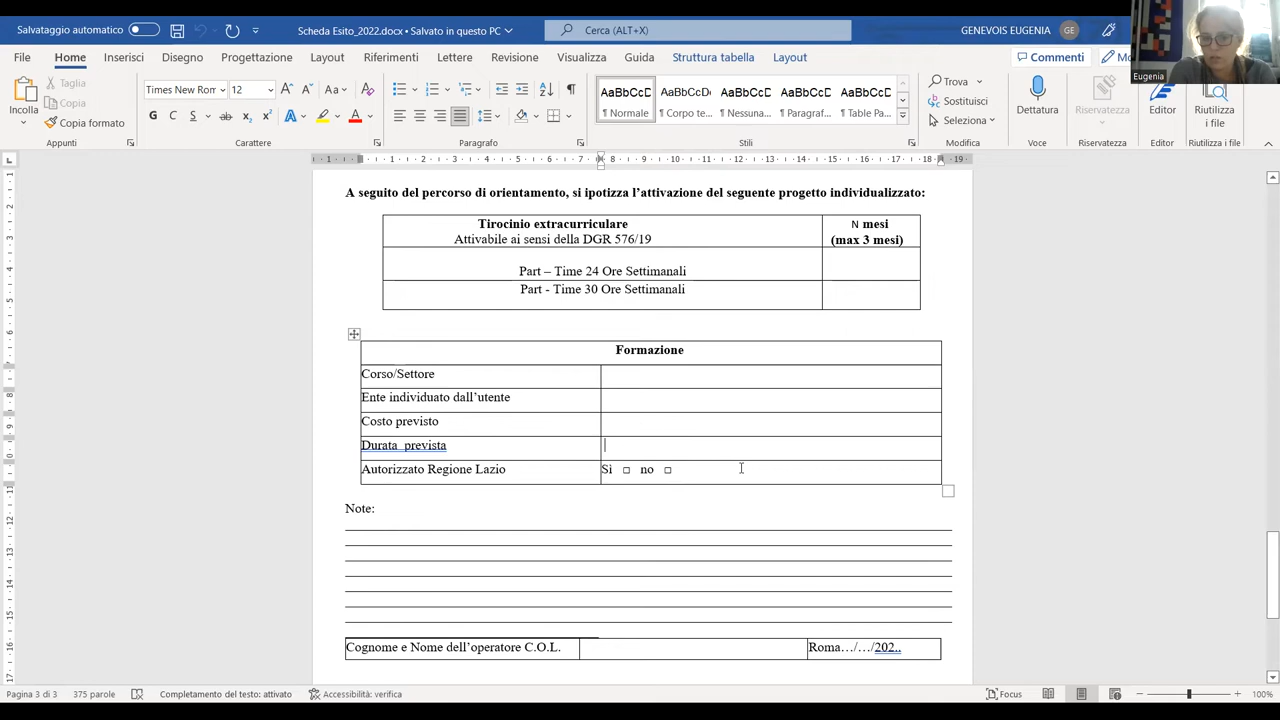 Salvataggio automatico
Scheda Esito_2022.docx • Salvato in questo PC
Cerca (ALT+X)
GENEVOIS EUGENIA
GE
Eugenia
File Home Inserisci Disegno Progettazione Layout Riferimenti Lettere Revisione Visualizza Guida Struttura tabella Layout
Commenti
Incolla
Taglia
Copia
Copia formato
Times New Rom 12
AaBbCcD AaBbCcDc AaBbCcD AaBbCcD AaBbCcD
¶ Normale ¶ Corpo te... ¶ Nessuna... ¶ Paragraf... ¶ Table Pa...
Trova
Sostituisci
Seleziona
Dettatura
Riservatezza
Editor
Riutilizza
i file
Appunti Carattere Paragrafo Stili Modifica Voce Riservatezza Editor Riutilizza i file
A seguito del percorso di orientamento, si ipotizza l'attivazione del seguente progetto individualizzato:
Tirocinio extracurriculare
Attivabile ai sensi della DGR 576/19
N mesi
(max 3 mesi)
Part – Time 24 Ore Settimanali
Part - Time 30 Ore Settimanali
Formazione
Corso/Settore
Ente individuato dall'utente
Costo previsto
Durata prevista
Autorizzato Regione Lazio Sì □ no □
Note:
Cognome e Nome dell'operatore C.O.L. Roma…/…/202..
Pagina 3 di 3 375 parole Completamento del testo: attivato Accessibilità: verifica Focus 100%